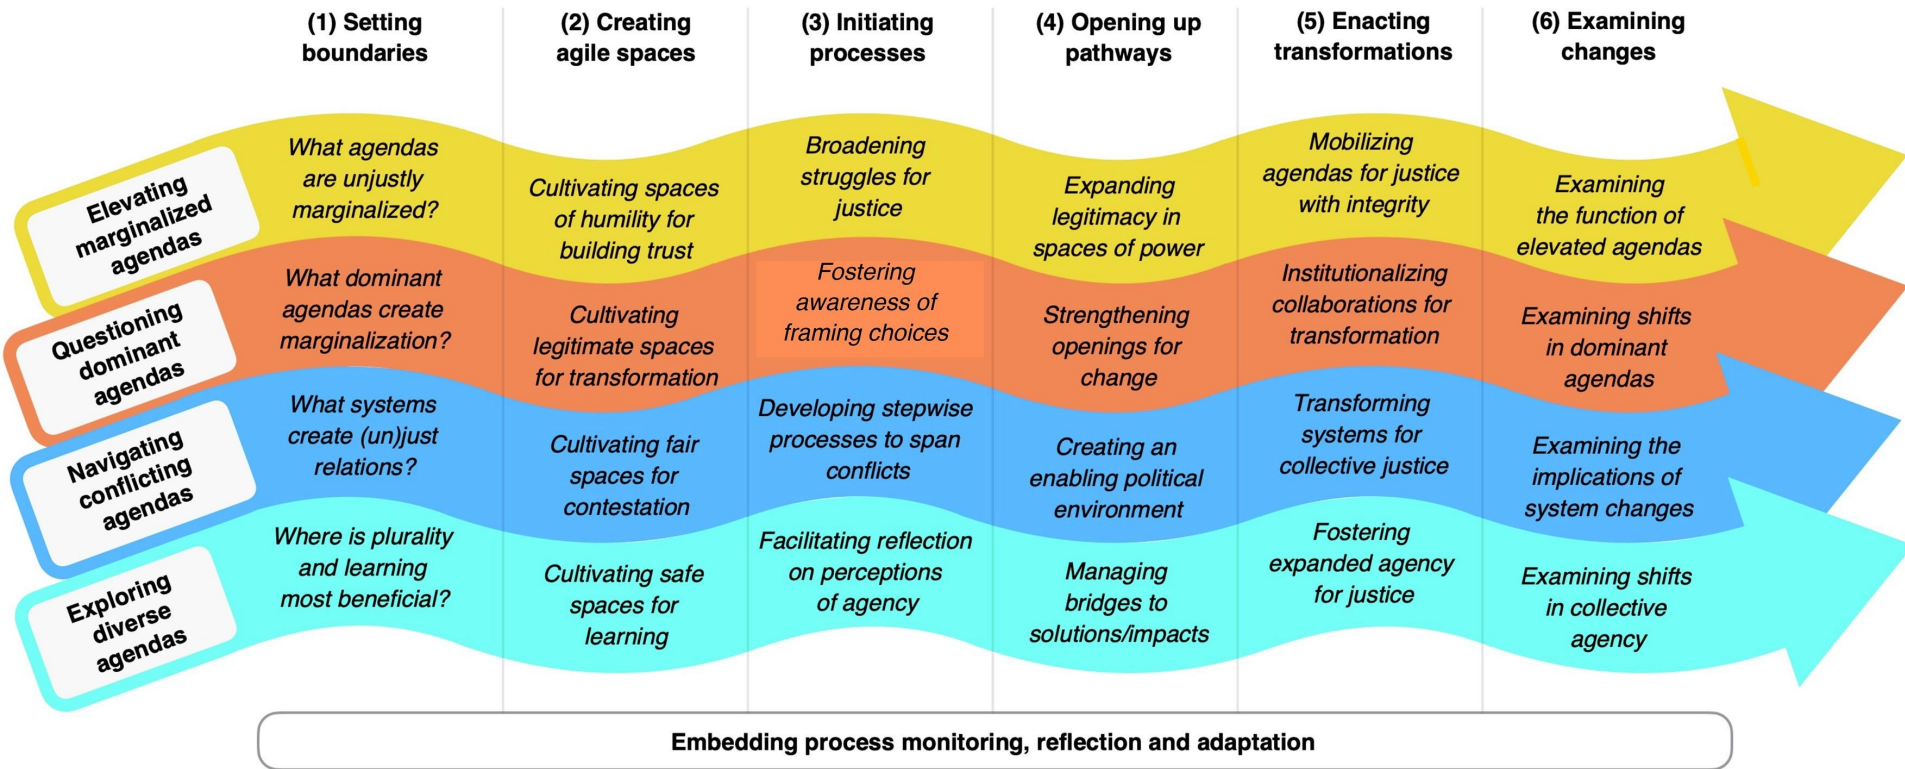 (1) Setting
boundaries
(2) Creating
agile spaces
(3) Initiating
processes
(4) Opening up
pathways
(5) Enacting
transformations
(6) Examining
changes
Elevating
marginalized
agendas
What agendas
are unjustly
marginalized?
Cultivating spaces
of humility for
building trust
Broadening
struggles for
justice
Expanding
legitimacy in
spaces of power
Mobilizing
agendas for justice
with integrity
Examining
the function of
elevated agendas
Questioning
dominant
agendas
What dominant
agendas create
marginalization?
Cultivating
legitimate spaces
for transformation
Fostering
awareness of
framing choices
Strengthening
openings for
change
Institutionalizing
collaborations for
transformation
Examining shifts
in dominant
agendas
Navigating
conflicting
agendas
What systems
create (un)just
relations?
Cultivating fair
spaces for
contestation
Developing stepwise
processes to span
conflicts
Creating an
enabling political
environment
Transforming
systems for
collective justice
Examining the
implications of
system changes
Exploring
diverse
agendas
Where is plurality
and learning
most beneficial?
Cultivating safe
spaces for
learning
Facilitating reflection
on perceptions
of agency
Managing
bridges to
solutions/impacts
Fostering
expanded agency
for justice
Examining shifts
in collective
agency
Embedding process monitoring, reflection and adaptation